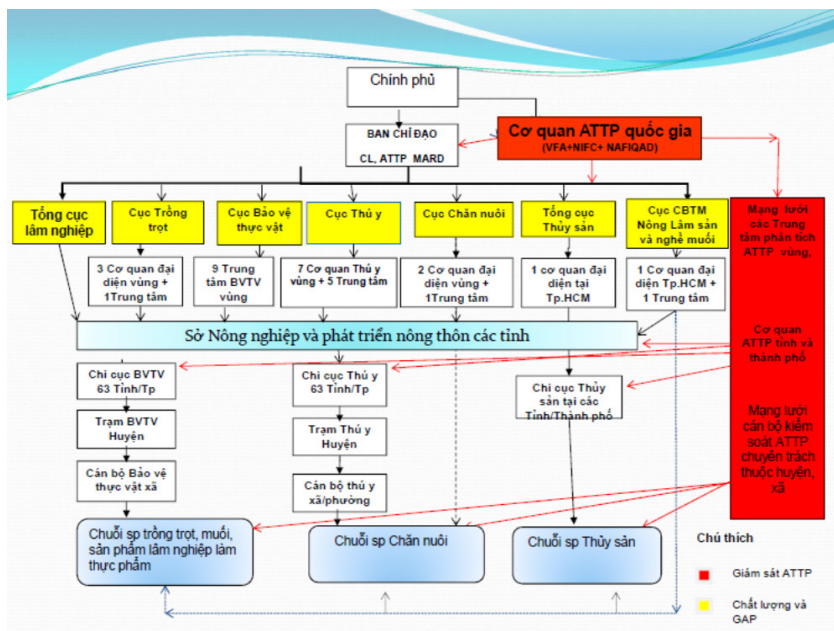 Chính phủ
BAN CHỈ ĐẠO
CL, ATTP MARD
Cơ quan ATTP quốc gia
(VFA+NIFC+ NAFIQAD)
Tổng cục
lâm nghiệp
Cục Trồng
trọt
Cục Bảo vệ
thực vật
Cục Thú y
Cục Chăn nuôi
Tổng cục
Thủy sản
Cục CBTM
Nông Lâm sản
và nghề muối
Mạng lưới
các Trung
tâm phân tích
ATTP vùng,
3 Cơ quan đại
diện vùng +
1Trung tâm
9 Trung
tâm BVTV
vùng
7 Cơ quan Thú y
vùng + 5 Trung tâm
2 Cơ quan đại
diện vùng +
1Trung tâm
1 cơ quan đại
diện tại
Tp.HCM
1 Cơ quan đại
diện Tp.HCM +
1 Trung tâm
Sở Nông nghiệp và phát triển nông thôn các tỉnh
Cơ quan
ATTP tỉnh và
thành phố
Chi cục BVTV
63 Tỉnh/Tp
Chi cục Thú y
63 Tỉnh/Tp
Chi cục Thủy
sản tại các
Tỉnh/Thành phố
Trạm BVTV
Huyện
Trạm Thú y
Huyện
Mạng lưới
cán bộ kiểm
soát ATTP
chuyên trách
thuộc huyện,
xã
Cán bộ Bảo vệ
thực vật xã
Cán bộ thú y
xã/phường
Chuỗi sp trồng trọt, muối,
sản phẩm lâm nghiệp làm
thực phẩm
Chuỗi sp Chăn nuôi
Chuỗi sp Thủy sản
Chú thích
Giám sát ATTP
Chất lượng và
GAP